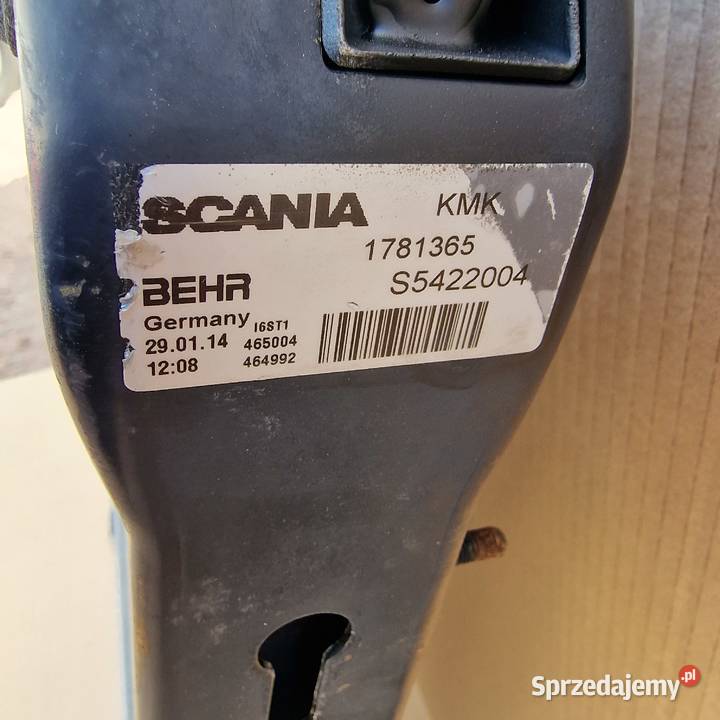 SCANIA KMK
1781365
BEHR S5422004
Germany I6ST1
29.01.14 465004
12:08 464992
Sprzedajemy.pl